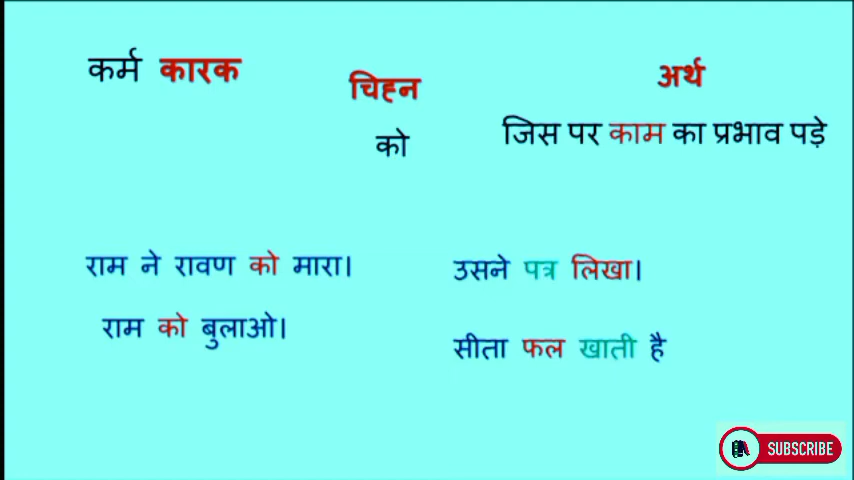 कर्म कारक
चिह्न
अर्थ
को
जिस पर काम का प्रभाव पड़े
राम ने रावण को मारा।
उसने पत्र लिखा।
राम को बुलाओ।
सीता फल खाती है
SUBSCRIBE